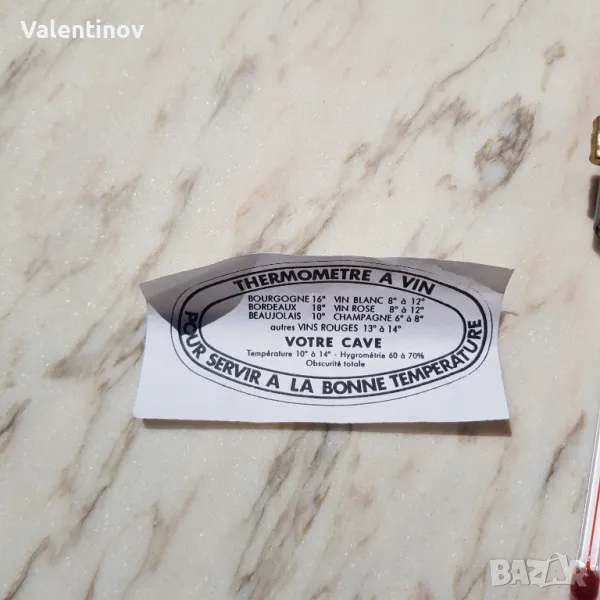 Valentinov
THERMOMETRE A VIN
BOURGOGNE 16° VIN BLANC 8° à 12°
BORDEAUX 18° VIN ROSE 8° à 12°
BEAUJOLAIS 10° CHAMPAGNE 6° à 8°
autres VINS ROUGES 13° à 14°
VOTRE CAVE
Température 10° à 14° - Hygrométrie 60 à 70%
Obscurité totale
POUR SERVIR A LA BONNE TEMPERATURE
BAZAR